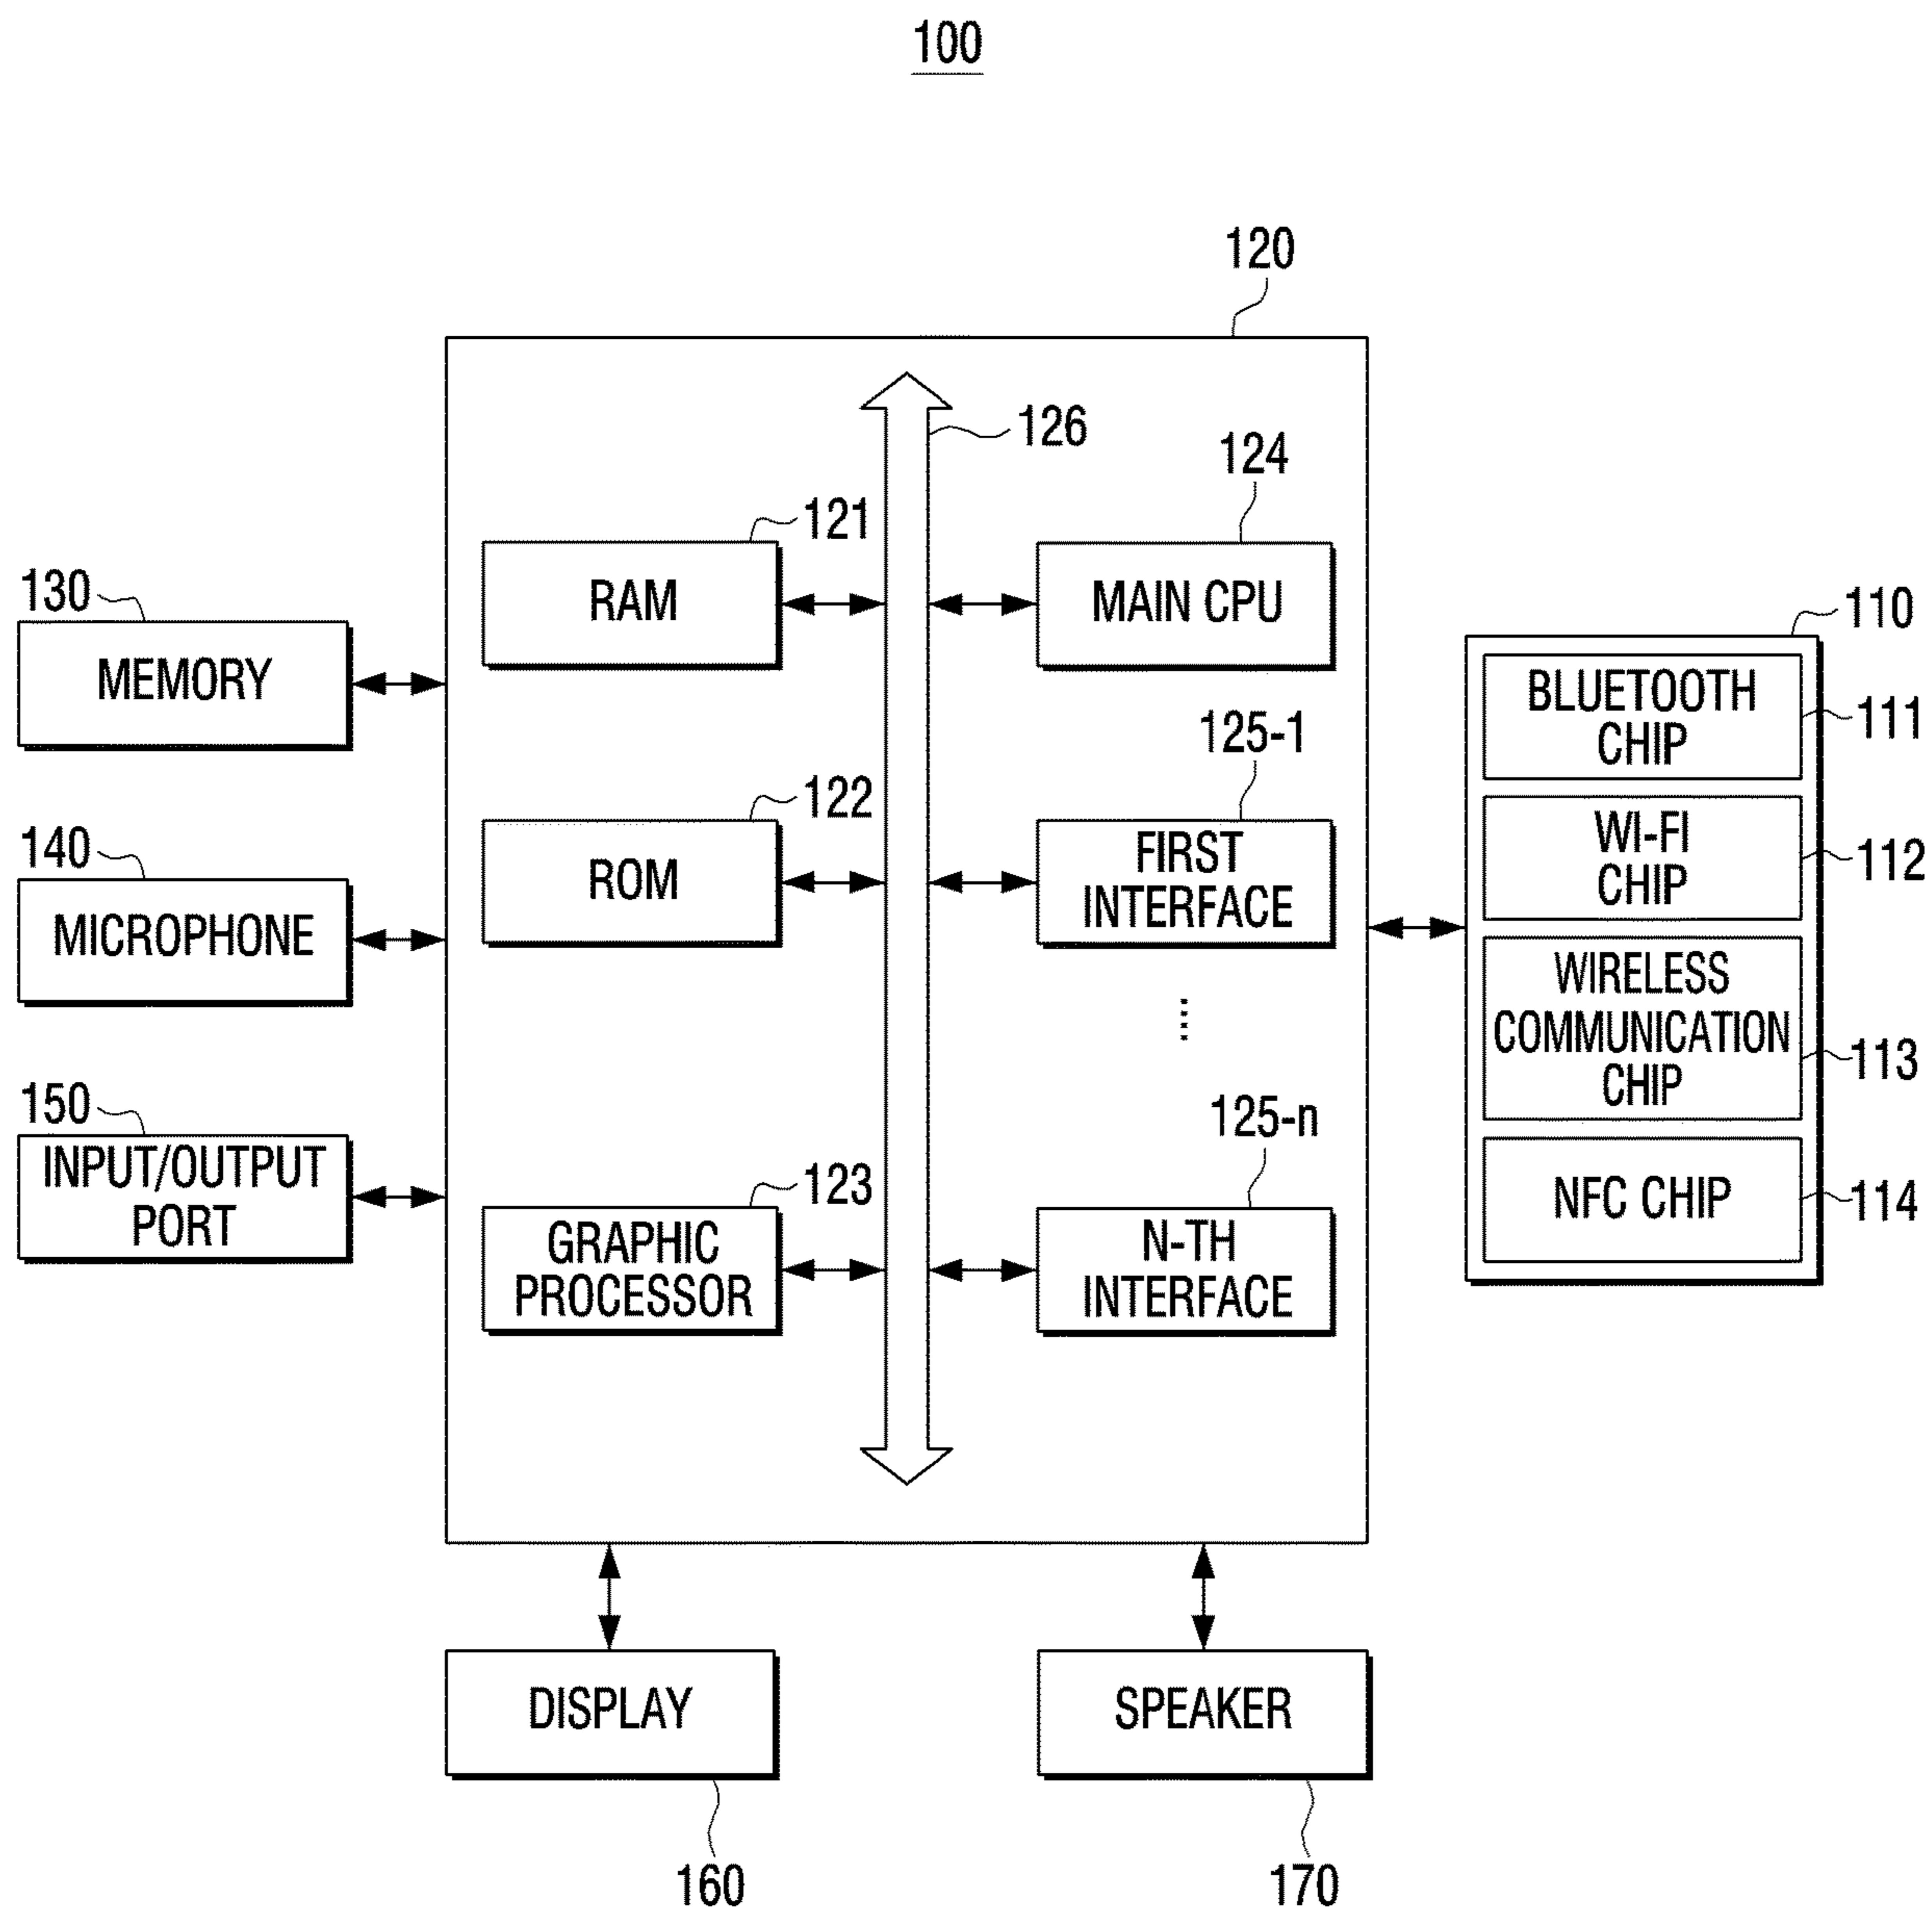 100
120
126
124
121
RAM
MAIN CPU
130
MEMORY
110
BLUETOOTH
CHIP
111
125-1
122
ROM
FIRST
INTERFACE
WI-FI
CHIP
112
140
MICROPHONE
WIRELESS
COMMUNICATION
CHIP
113
150
INPUT/OUTPUT
PORT
125-n
123
GRAPHIC
PROCESSOR
N-TH
INTERFACE
NFC CHIP
114
DISPLAY
SPEAKER
160
170